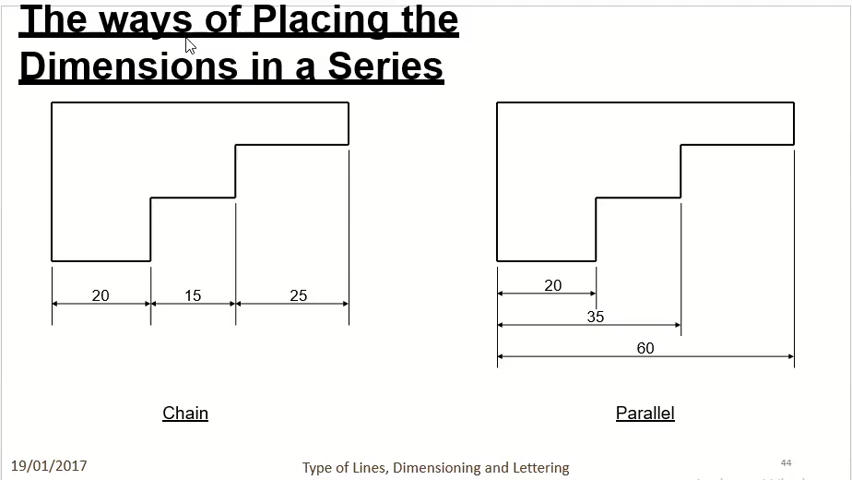 The ways of Placing the
Dimensions in a Series
20
15
25
20
35
60
Chain
Parallel
19/01/2017
Type of Lines, Dimensioning and Lettering
44